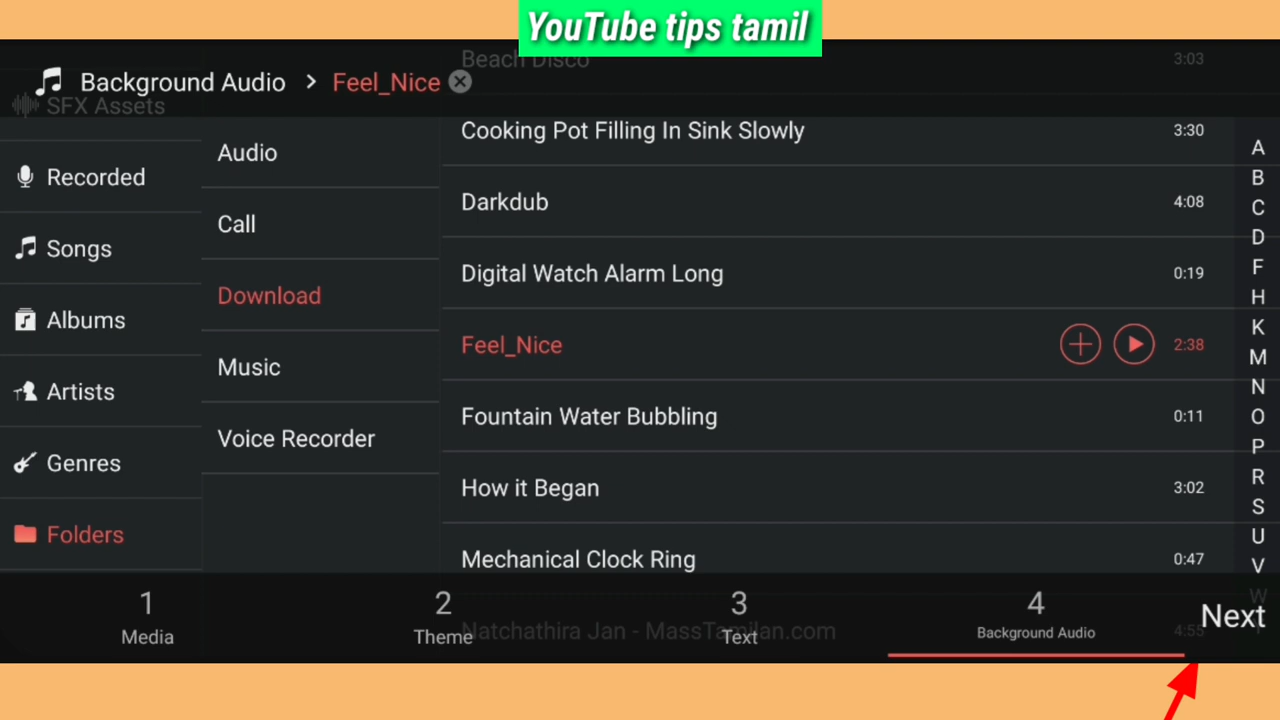 YouTube tips tamil
Beach Disco
3:03
Background Audio > Feel_Nice
SFX Assets
Recorded
Songs
Albums
Artists
Genres
Folders
Audio
Call
Download
Music
Voice Recorder
Cooking Pot Filling In Sink Slowly 3:30
Darkdub 4:08
Digital Watch Alarm Long 0:19
Feel_Nice 2:38
Fountain Water Bubbling 0:11
How it Began 3:02
Mechanical Clock Ring 0:47
Natchathira Jan - MassTamilan.com 4:55
A
B
C
D
F
H
K
M
N
O
P
R
S
U
V
W
1
Media
2
Theme
3
Text
4
Background Audio
Next